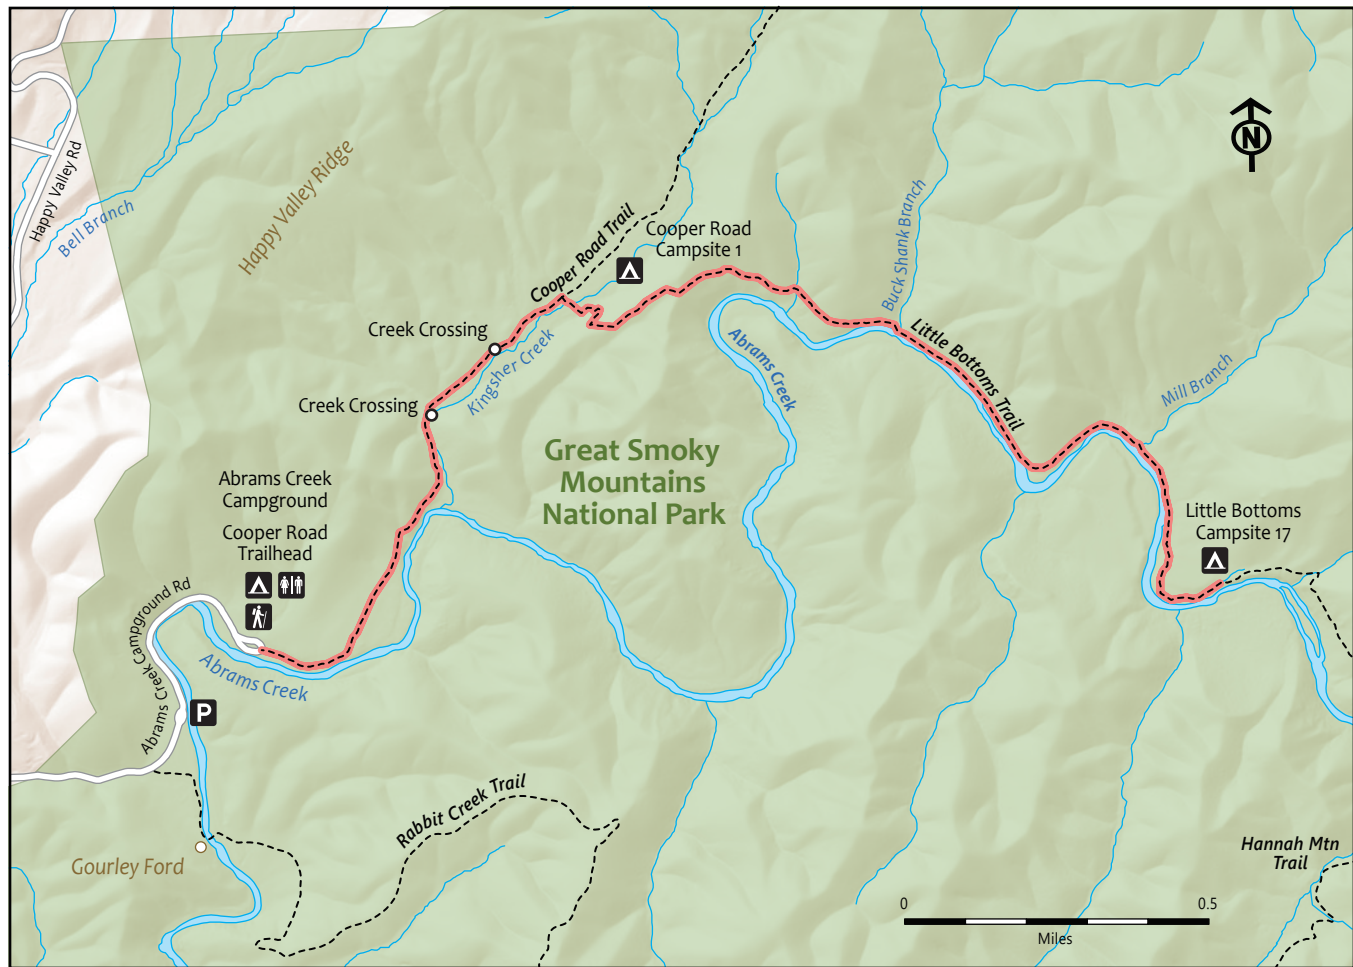 N
Happy Valley Rd
Bell Branch
Happy Valley Ridge
Cooper Road Trail
Cooper Road
Campsite 1
Buck Shank Branch
Creek Crossing
Kingsher Creek
Abrams Creek
Little Bottoms Trail
Mill Branch
Creek Crossing
Great Smoky
Mountains
National Park
Abrams Creek
Campground
Cooper Road
Trailhead
Little Bottoms
Campsite 17
Abrams Creek Campground Rd
Abrams Creek
P
Rabbit Creek Trail
Gourley Ford
Hannah Mtn
Trail
0
0.5
Miles